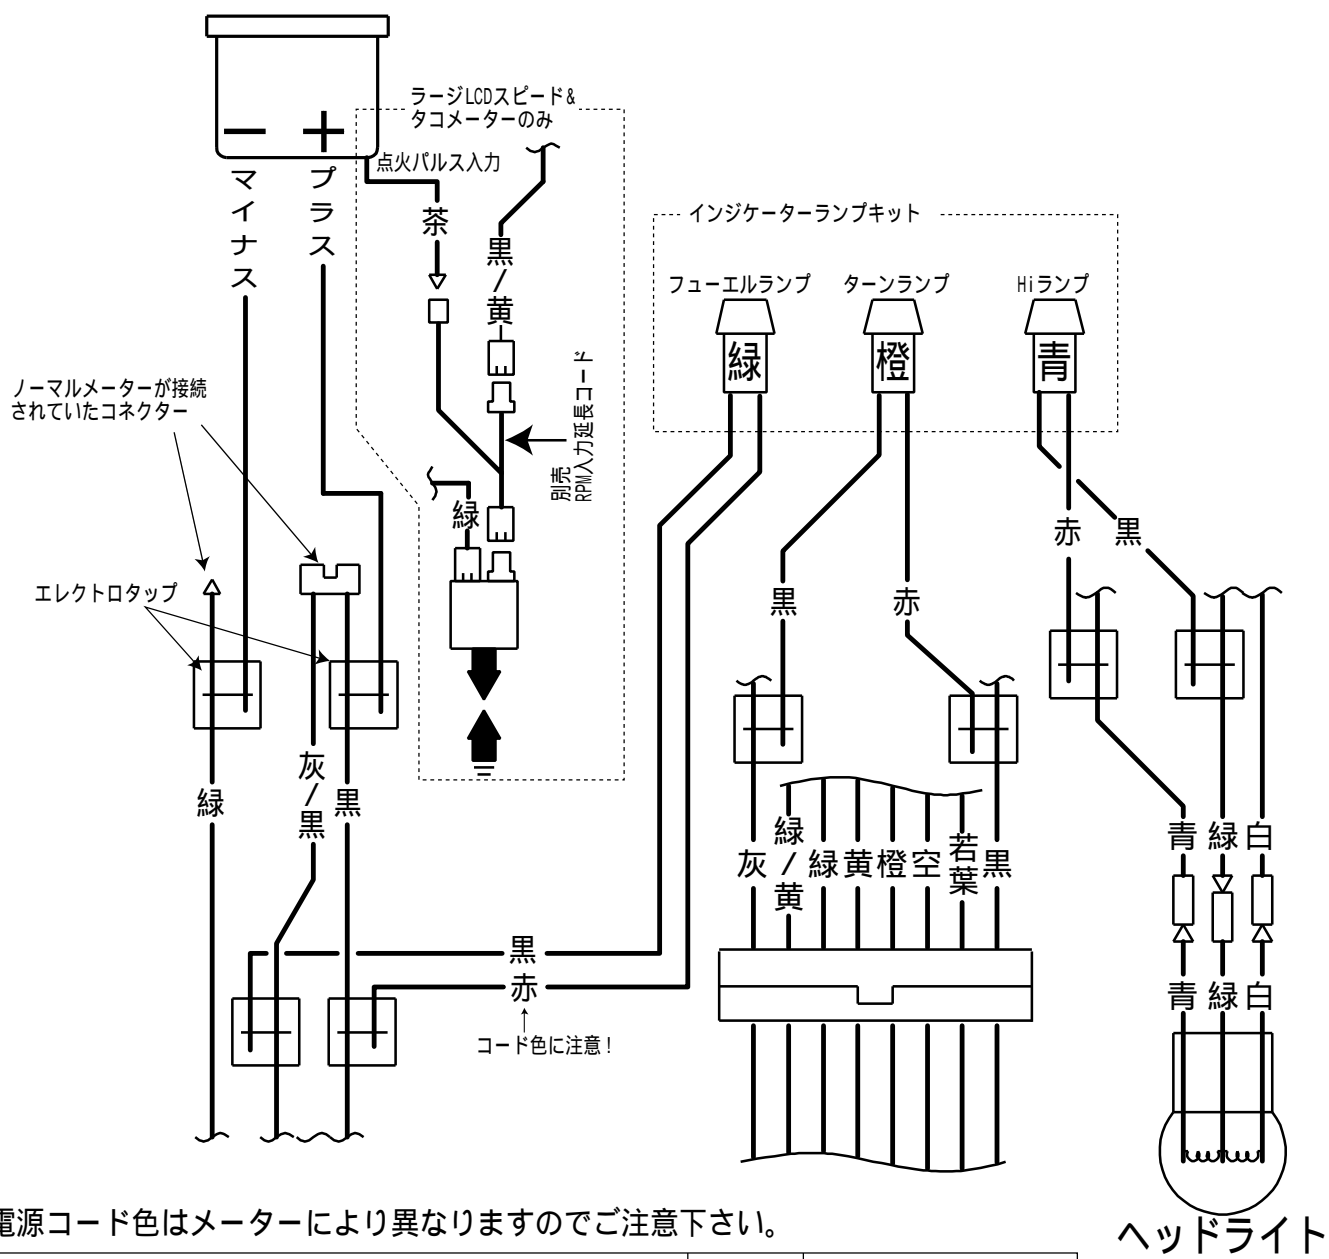 ラージLCDスピード&
タコメーターのみ
－
＋
点火パルス入力
マイナス
プラス
茶
黒/黄
インジケーターランプキット
フューエルランプ
ターンランプ
Hiランプ
緑
橙
青
ノーマルメーターが接続
されていたコネクター
別売
RPM入力延長コード
緑
赤
黒
エレクトロタップ
黒
赤
灰/黒
黒
緑
灰
緑/黄
緑
黄
橙
空
若葉
黒
青
緑
白
黒
赤
コード色に注意!
青
緑
白
電源コード色はメーターにより異なりますのでご注意下さい。
ヘッドライト